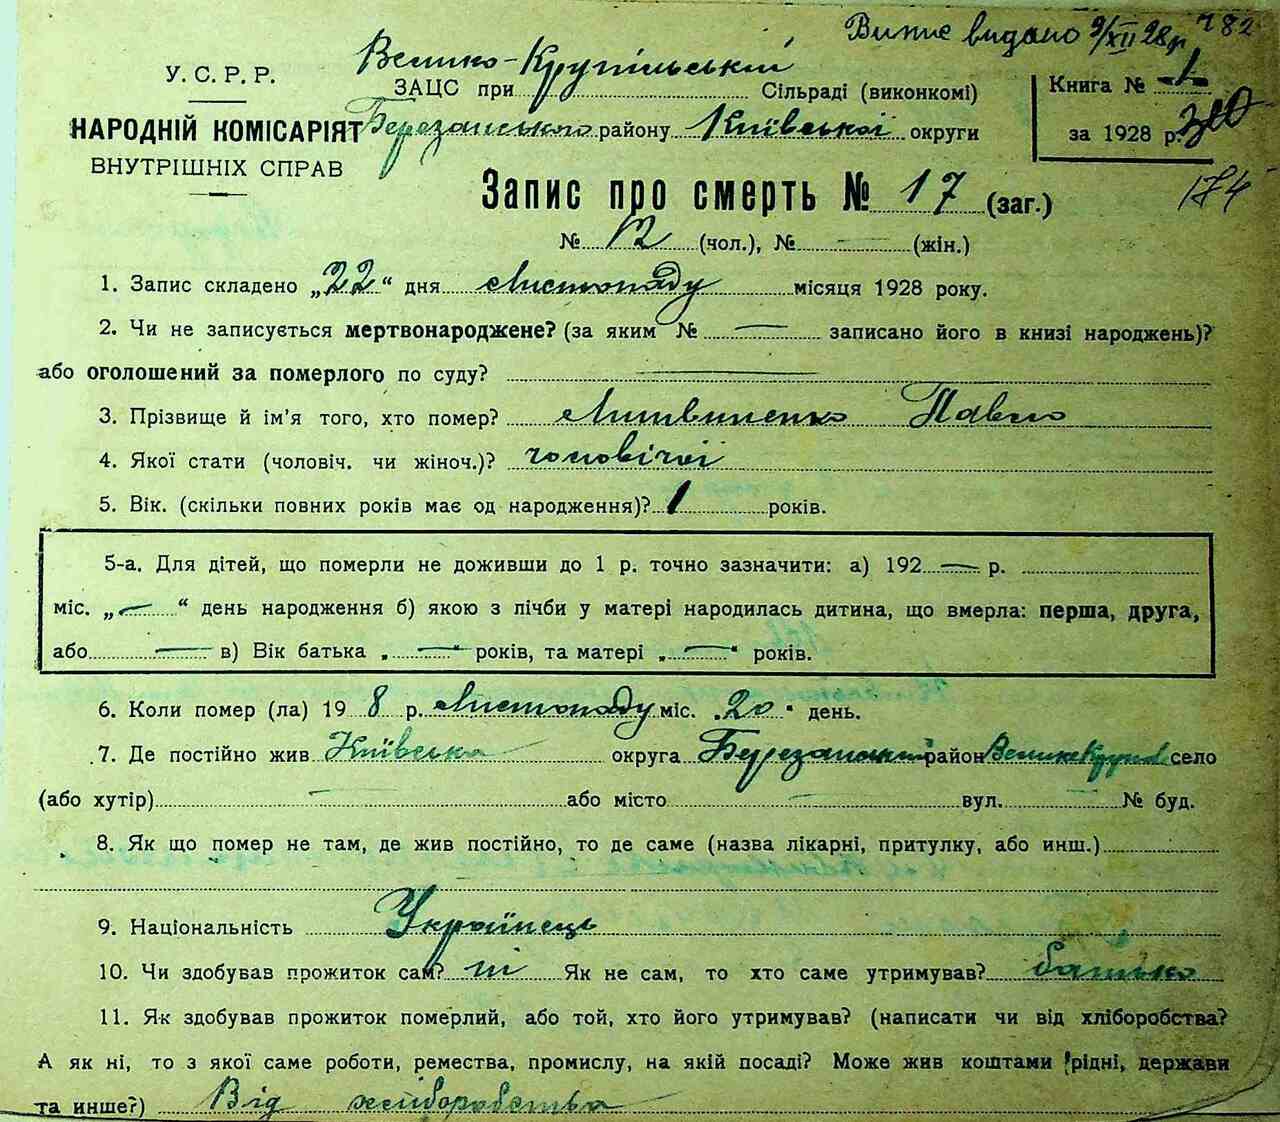 Витяг видано 9/XII 28 р. 782
У. С. Р. Р.
НАРОДНІЙ КОМІСАРІЯТ
ВНУТРІШНІХ СПРАВ
ЗАЦС при Велико-Крупільській Сільраді (виконкомі)
Березанського району Київської округи
Книга № 1
за 1928 р.
174
Запис про смерть № 17 (заг.)
№ 12 (чол.), № — (жін.)
1. Запис складено „22“ дня Листопаду місяця 1928 року.
2. Чи не записується мертвонароджене? (за яким № — записано його в книзі народжень)?
або оголошений за померлого по суду? —
3. Прізвище й ім'я того, хто помер? Литвиненко Павло
4. Якої стати (чоловіч. чи жіноч.)? чоловічої
5. Вік. (скільки повних років має од народження)? 1 років.
5-а. Для дітей, що померли не доживши до 1 р. точно зазначити: а) 192 — р.
міс. „—“ день народження б) якою з лічби у матері народилась дитина, що вмерла: перша, друга,
або — в) Вік батька „—“ років, та матері „—“ років.
6. Коли помер (ла) 19 8 р. Листопаду міс. „20“ день.
7. Де постійно жив Київська округа Березанський район село
(або хутір) — або місто — вул. — № буд.
8. Як що помер не там, де жив постійно, то де саме (назва лікарні, притулку, або инш.)
9. Національність Українець
10. Чи здобував прожиток сам? ні Як не сам, то хто саме утримував? батько
11. Як здобував прожиток померлий, або той, хто його утримував? (написати чи від хліборобства?
А як ні, то з якої саме роботи, ремества, промислу, на якій посаді? Може жив коштами рідні, держави
та инше?) Від хліборобства